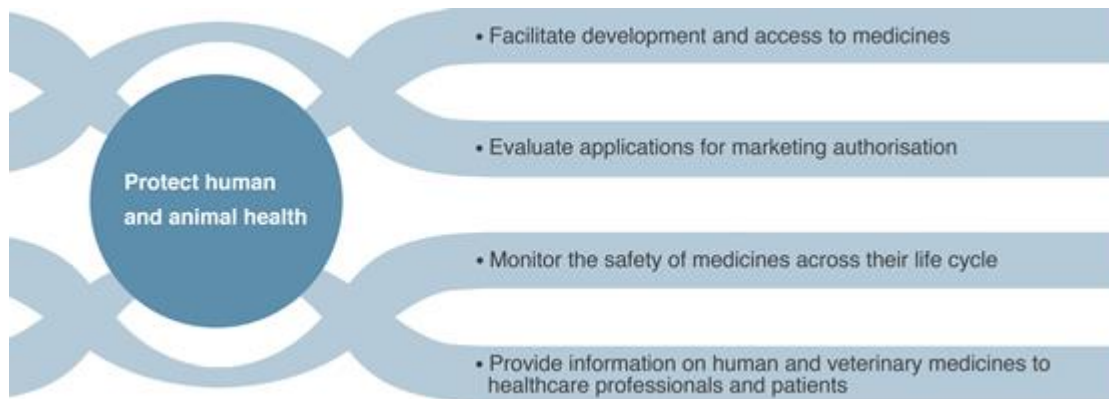 Protect human
and animal health
• Facilitate development and access to medicines
• Evaluate applications for marketing authorisation
• Monitor the safety of medicines across their life cycle
• Provide information on human and veterinary medicines to
healthcare professionals and patients